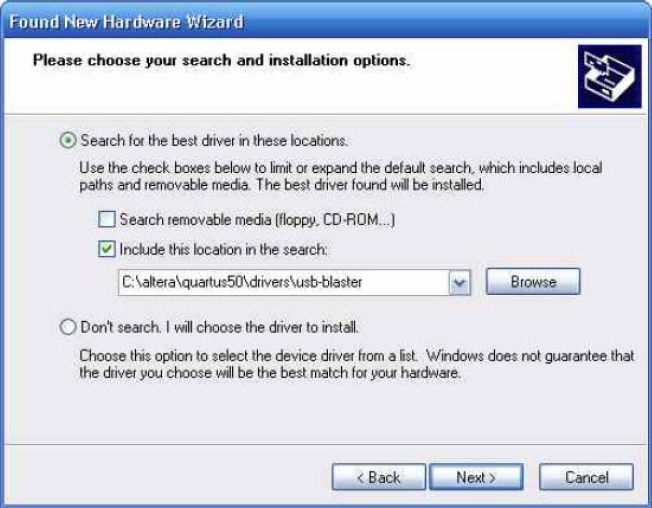 Found New Hardware Wizard
Please choose your search and installation options.
Search for the best driver in these locations.
Use the check boxes below to limit or expand the default search, which includes local
paths and removable media. The best driver found will be installed.
Search removable media (floppy, CD-ROM...)
Include this location in the search:
C:\altera\quartus50\drivers\usb-blaster
Browse
Don't search. I will choose the driver to install.
Choose this option to select the device driver from a list. Windows does not guarantee that
the driver you choose will be the best match for your hardware.
< Back
Next >
Cancel